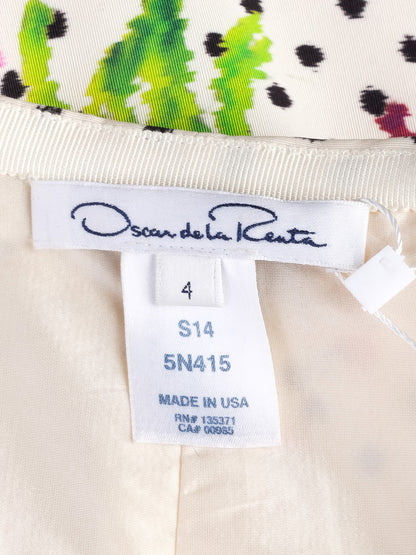 Oscar de la Renta
4
S14
5N415
MADE IN USA
RN# 135371
CA# 00985